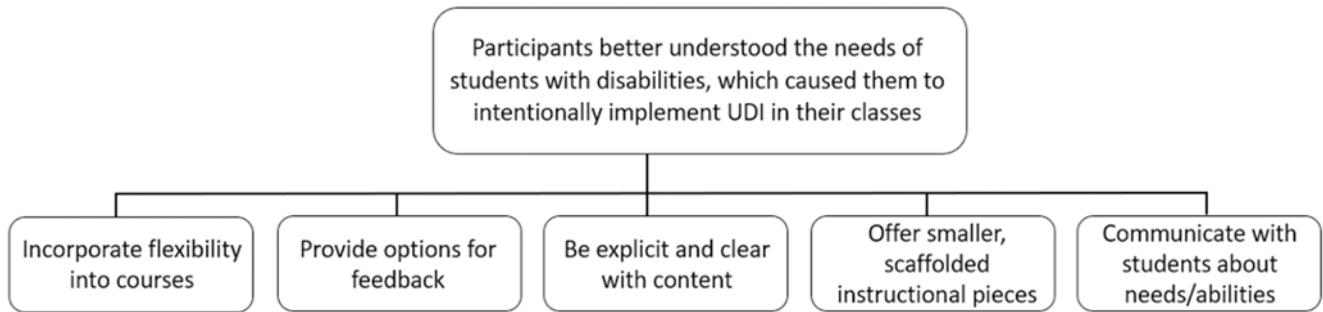 Participants better understood the needs of
students with disabilities, which caused them to
intentionally implement UDI in their classes
Incorporate flexibility
into courses
Provide options for
feedback
Be explicit and clear
with content
Offer smaller,
scaffolded
instructional pieces
Communicate with
students about
needs/abilities